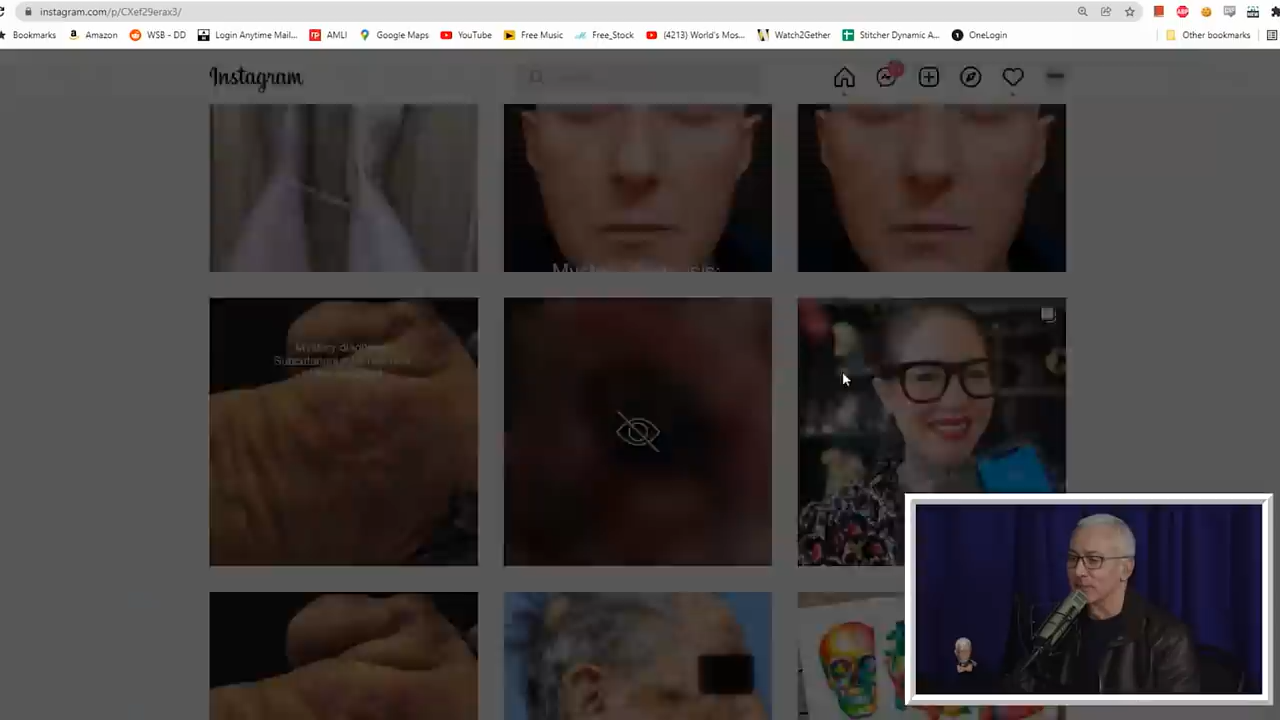 instagram.com/p/CXef29erax3/
Bookmarks
Amazon
WSB - DD
Login Anytime Mail...
AMLI
Google Maps
YouTube
Free Music
Free_Stock
(4213) World's Mos...
Watch2Gether
Stitcher Dynamic A...
OneLogin
Other bookmarks
Instagram